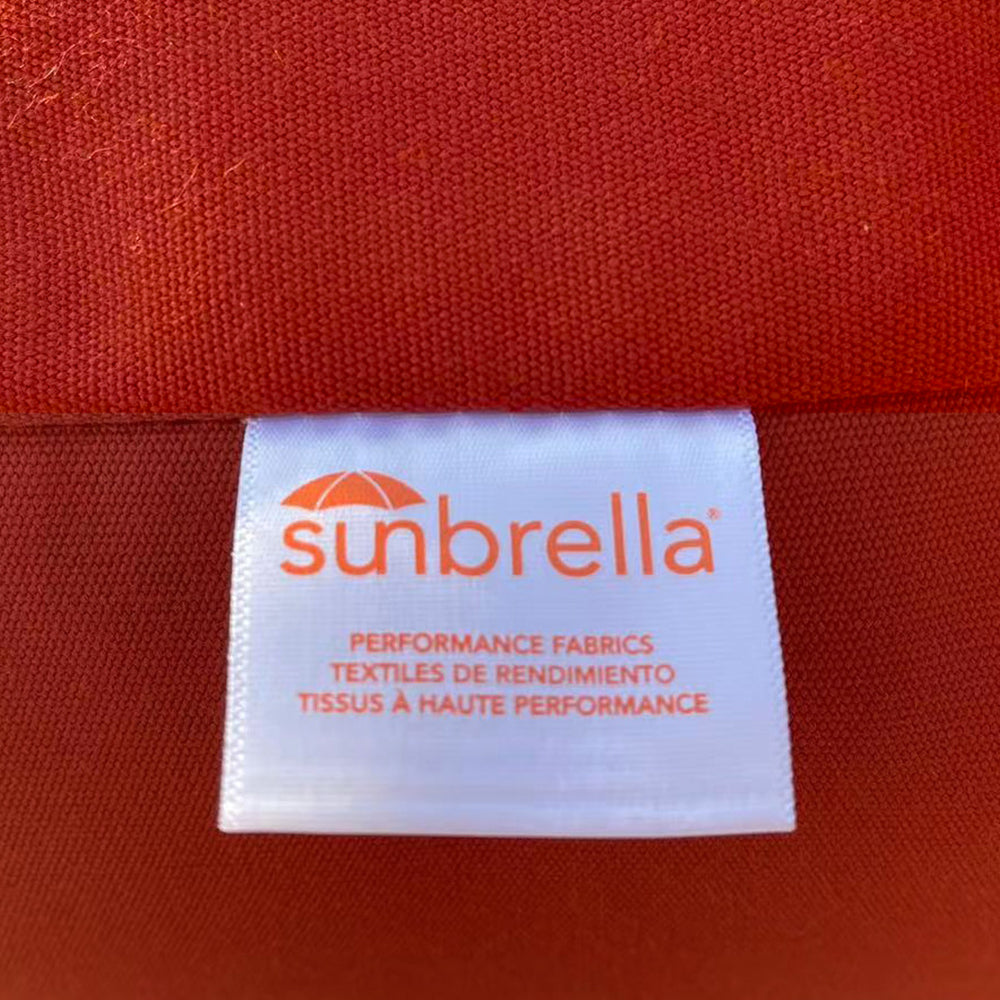 sunbrella®
PERFORMANCE FABRICS
TEXTILES DE RENDIMIENTO
TISSUS À HAUTE PERFORMANCE